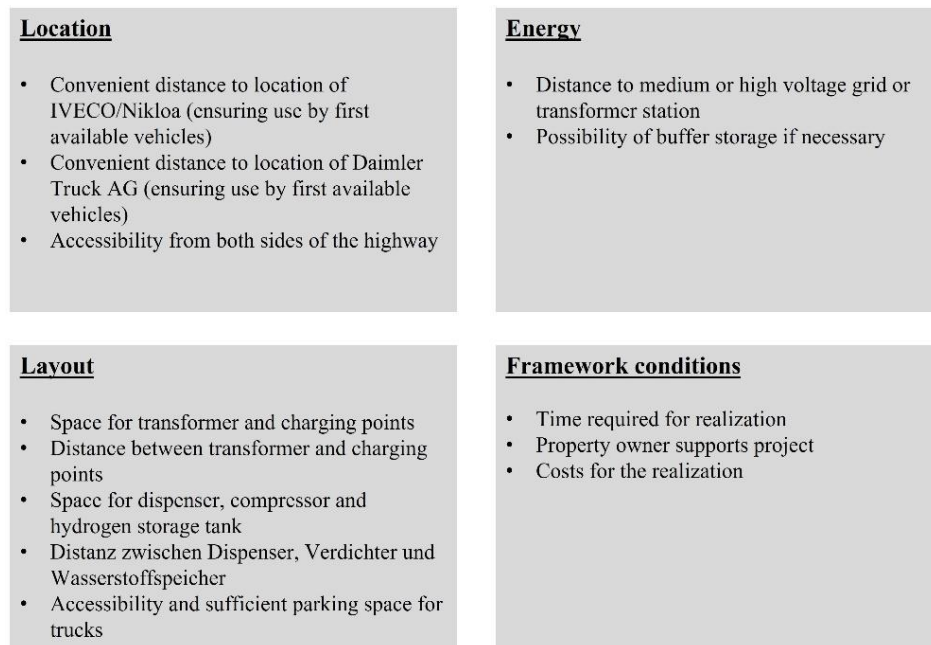 Location
• Convenient distance to location of
IVECO/Nikloa (ensuring use by first
available vehicles)
• Convenient distance to location of Daimler
Truck AG (ensuring use by first available
vehicles)
• Accessibility from both sides of the highway
Energy
• Distance to medium or high voltage grid or
transformer station
• Possibility of buffer storage if necessary
Layout
• Space for transformer and charging points
• Distance between transformer and charging
points
• Space for dispenser, compressor and
hydrogen storage tank
• Distanz zwischen Dispenser, Verdichter und
Wasserstoffspeicher
• Accessibility and sufficient parking space for
trucks
Framework conditions
• Time required for realization
• Property owner supports project
• Costs for the realization